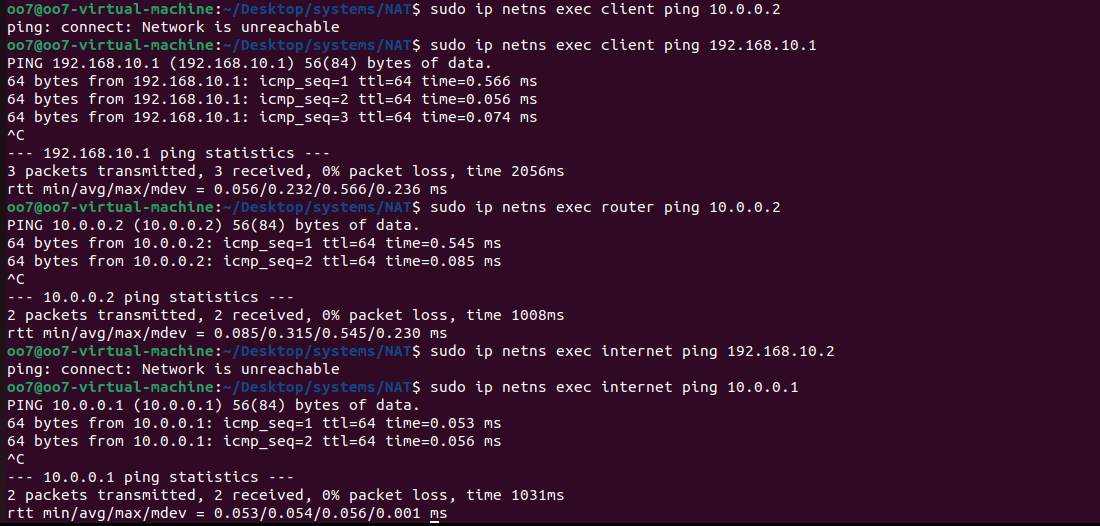 oo7@oo7-virtual-machine:~/Desktop/systems/NAT$ sudo ip netns exec client ping 10.0.0.2
ping: connect: Network is unreachable
oo7@oo7-virtual-machine:~/Desktop/systems/NAT$ sudo ip netns exec client ping 192.168.10.1
PING 192.168.10.1 (192.168.10.1) 56(84) bytes of data.
64 bytes from 192.168.10.1: icmp_seq=1 ttl=64 time=0.566 ms
64 bytes from 192.168.10.1: icmp_seq=2 ttl=64 time=0.056 ms
64 bytes from 192.168.10.1: icmp_seq=3 ttl=64 time=0.074 ms
^C
--- 192.168.10.1 ping statistics ---
3 packets transmitted, 3 received, 0% packet loss, time 2056ms
rtt min/avg/max/mdev = 0.056/0.232/0.566/0.236 ms
oo7@oo7-virtual-machine:~/Desktop/systems/NAT$ sudo ip netns exec router ping 10.0.0.2
PING 10.0.0.2 (10.0.0.2) 56(84) bytes of data.
64 bytes from 10.0.0.2: icmp_seq=1 ttl=64 time=0.545 ms
64 bytes from 10.0.0.2: icmp_seq=2 ttl=64 time=0.085 ms
^C
--- 10.0.0.2 ping statistics ---
2 packets transmitted, 2 received, 0% packet loss, time 1008ms
rtt min/avg/max/mdev = 0.085/0.315/0.545/0.230 ms
oo7@oo7-virtual-machine:~/Desktop/systems/NAT$ sudo ip netns exec internet ping 192.168.10.2
ping: connect: Network is unreachable
oo7@oo7-virtual-machine:~/Desktop/systems/NAT$ sudo ip netns exec internet ping 10.0.0.1
PING 10.0.0.1 (10.0.0.1) 56(84) bytes of data.
64 bytes from 10.0.0.1: icmp_seq=1 ttl=64 time=0.053 ms
64 bytes from 10.0.0.1: icmp_seq=2 ttl=64 time=0.056 ms
^C
--- 10.0.0.1 ping statistics ---
2 packets transmitted, 2 received, 0% packet loss, time 1031ms
rtt min/avg/max/mdev = 0.053/0.054/0.056/0.001 ms